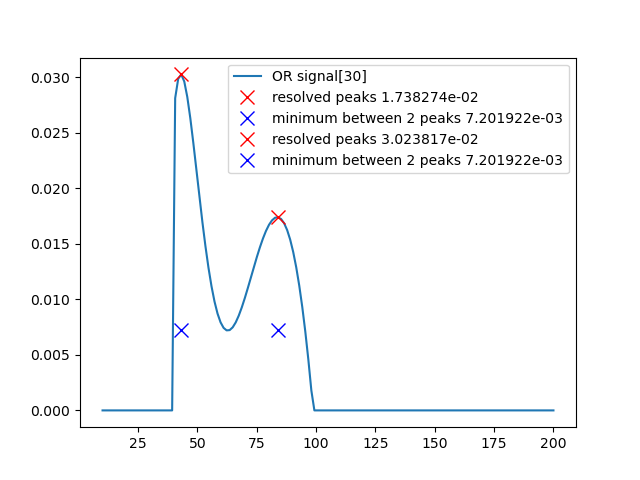 OR signal[30]
resolved peaks 1.738274e-02
minimum between 2 peaks 7.201922e-03
resolved peaks 3.023817e-02
minimum between 2 peaks 7.201922e-03
0.030
0.025
0.020
0.015
0.010
0.005
0.000
25 50 75 100 125 150 175 200